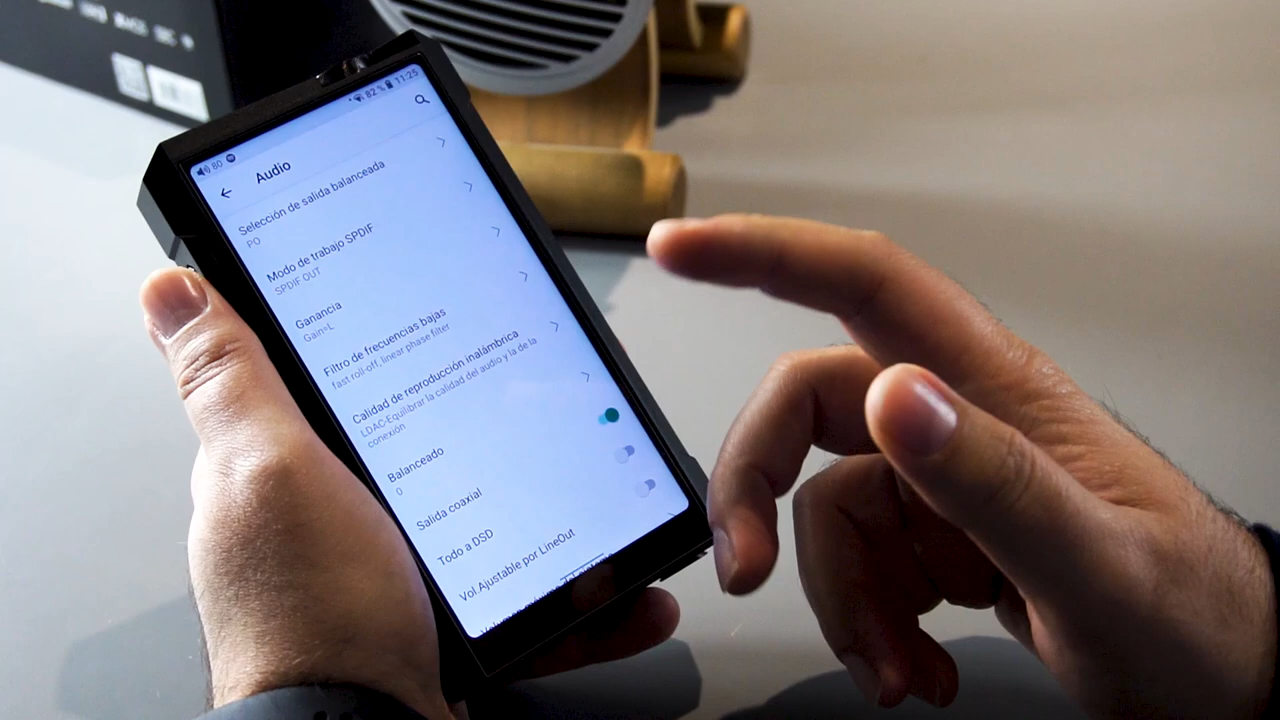 80
82 % 11:25
Audio
Selección de salida balanceada
PO
Modo de trabajo SPDIF
SPDIF OUT
Ganancia
Gain=L
Filtro de frecuencias bajas
fast roll-off, linear phase filter
Calidad de reproducción inalámbrica
LDAC-Equilibrar la calidad del audio y la de la
conexión
Balanceado
0
Salida coaxial
Todo a DSD
Vol.Ajustable por LineOut